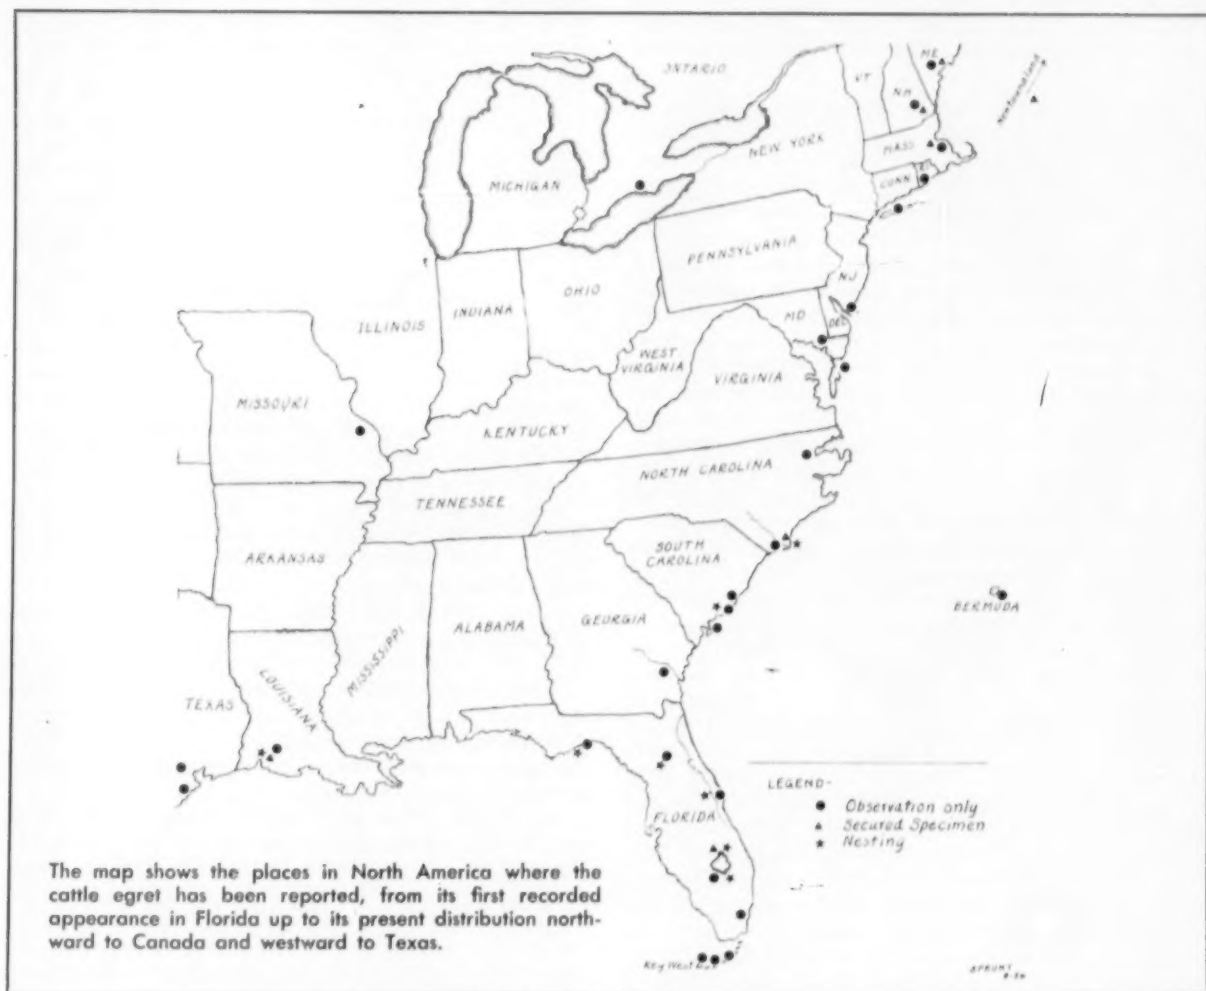 ONTARIO
ME
VT
NH
Newfoundland
NEW YORK
MASS
CONN
MICHIGAN
PENNSYLVANIA
NJ
OHIO
INDIANA
ILLINOIS
MD
DEL
WEST
VIRGINIA
VIRGINIA
MISSOURI
KENTUCKY
NORTH CAROLINA
TENNESSEE
ARKANSAS
SOUTH
CAROLINA
BERMUDA
GEORGIA
ALABAMA
MISSISSIPPI
LOUISIANA
TEXAS
LEGEND-
Observation only
Secured Specimen
Nesting
FLORIDA
The map shows the places in North America where the
cattle egret has been reported, from its first recorded
appearance in Florida up to its present distribution north-
ward to Canada and westward to Texas.
Key West
SPRUNT